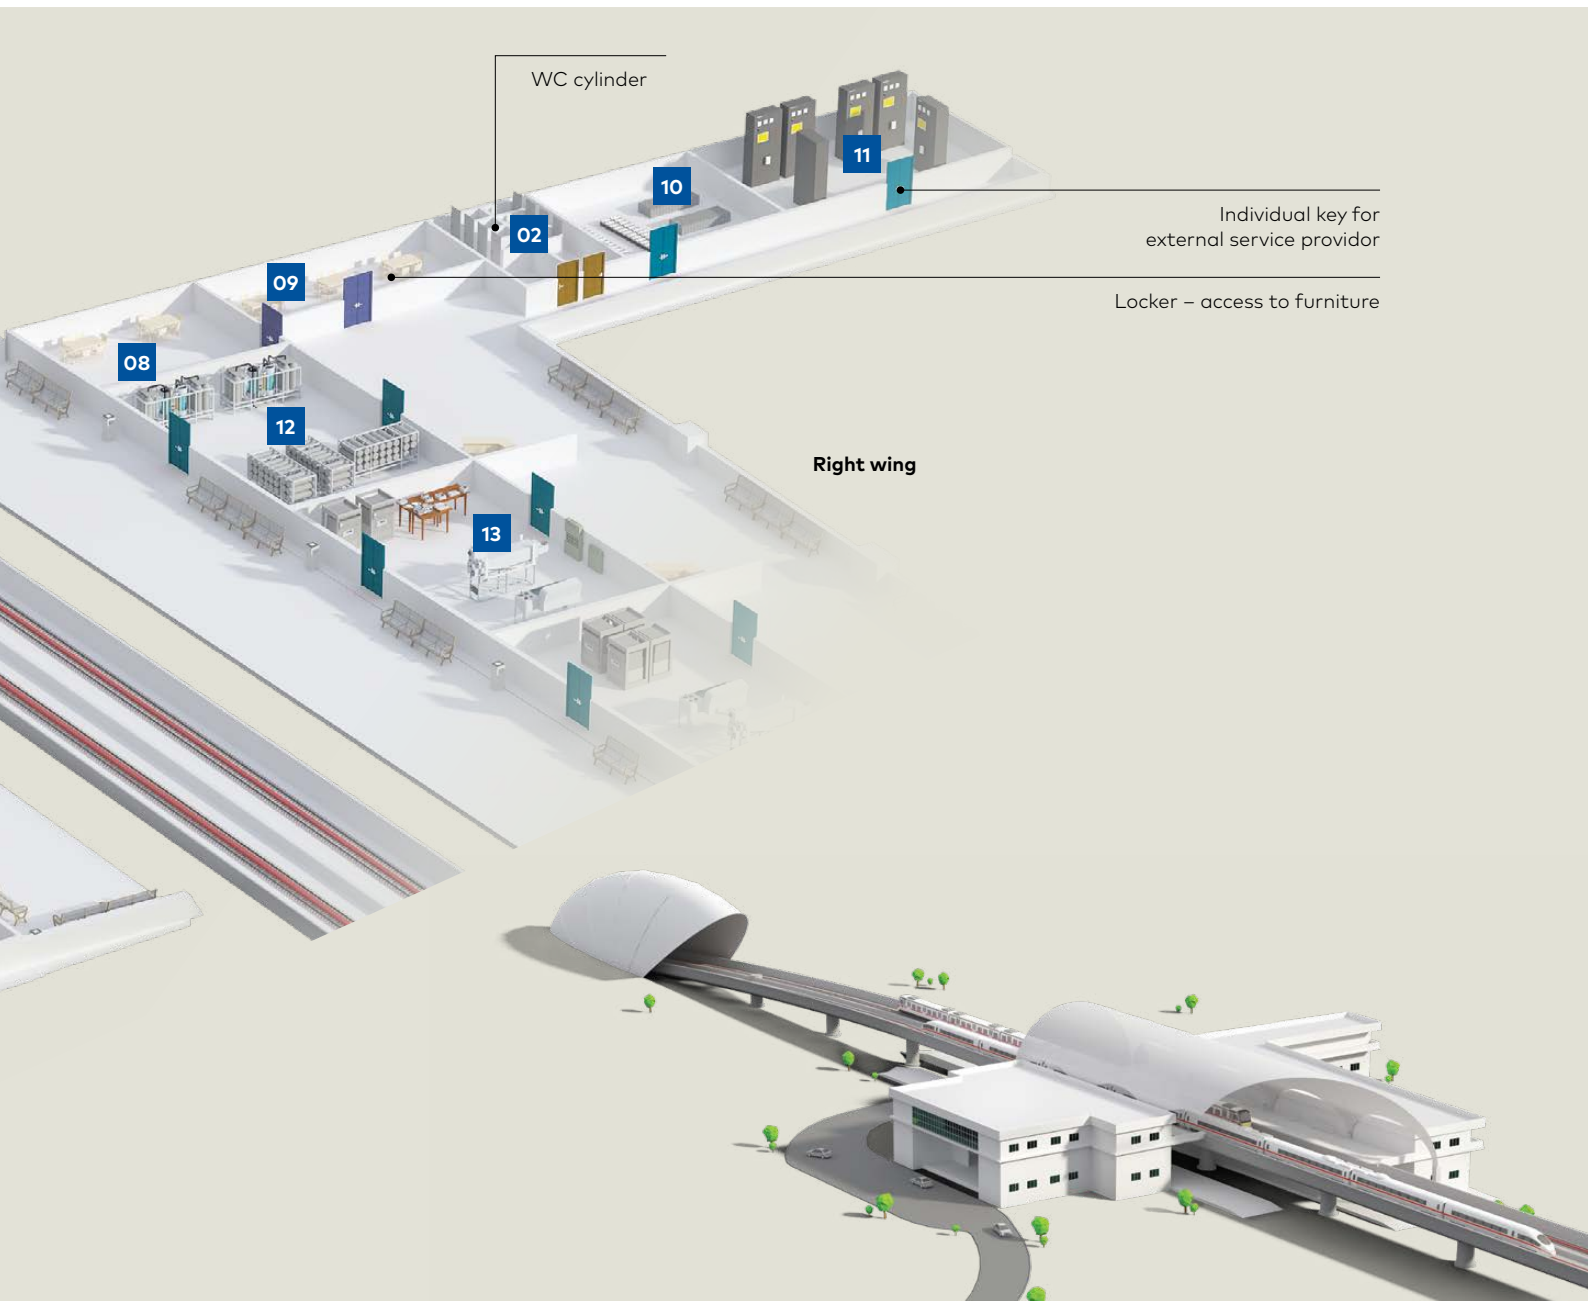 WC cylinder
11
10
Individual key for
external service providor
02
09
Locker – access to furniture
08
12
Right wing
13